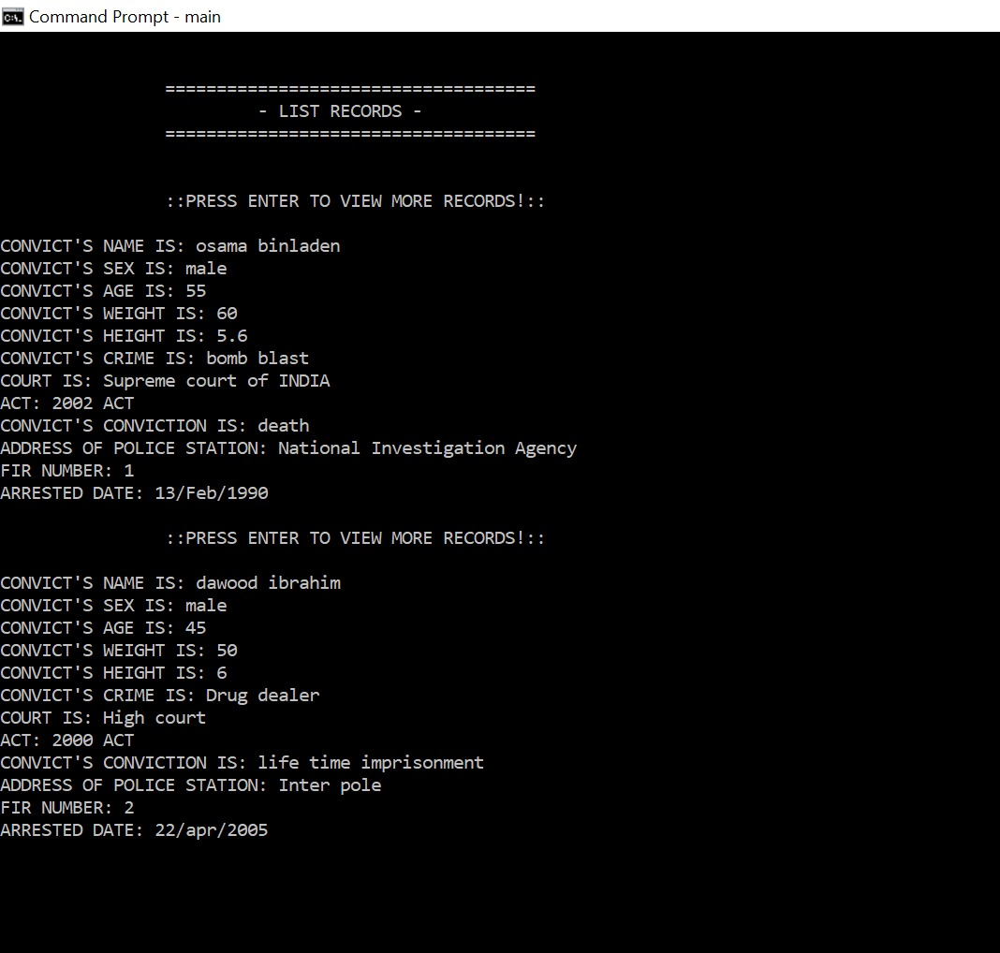 Command Prompt - main
====================================
- LIST RECORDS -
====================================
::PRESS ENTER TO VIEW MORE RECORDS!::
CONVICT'S NAME IS: osama binladen
CONVICT'S SEX IS: male
CONVICT'S AGE IS: 55
CONVICT'S WEIGHT IS: 60
CONVICT'S HEIGHT IS: 5.6
CONVICT'S CRIME IS: bomb blast
COURT IS: Supreme court of INDIA
ACT: 2002 ACT
CONVICT'S CONVICTION IS: death
ADDRESS OF POLICE STATION: National Investigation Agency
FIR NUMBER: 1
ARRESTED DATE: 13/Feb/1990
::PRESS ENTER TO VIEW MORE RECORDS!::
CONVICT'S NAME IS: dawood ibrahim
CONVICT'S SEX IS: male
CONVICT'S AGE IS: 45
CONVICT'S WEIGHT IS: 50
CONVICT'S HEIGHT IS: 6
CONVICT'S CRIME IS: Drug dealer
COURT IS: High court
ACT: 2000 ACT
CONVICT'S CONVICTION IS: life time imprisonment
ADDRESS OF POLICE STATION: Inter pole
FIR NUMBER: 2
ARRESTED DATE: 22/apr/2005